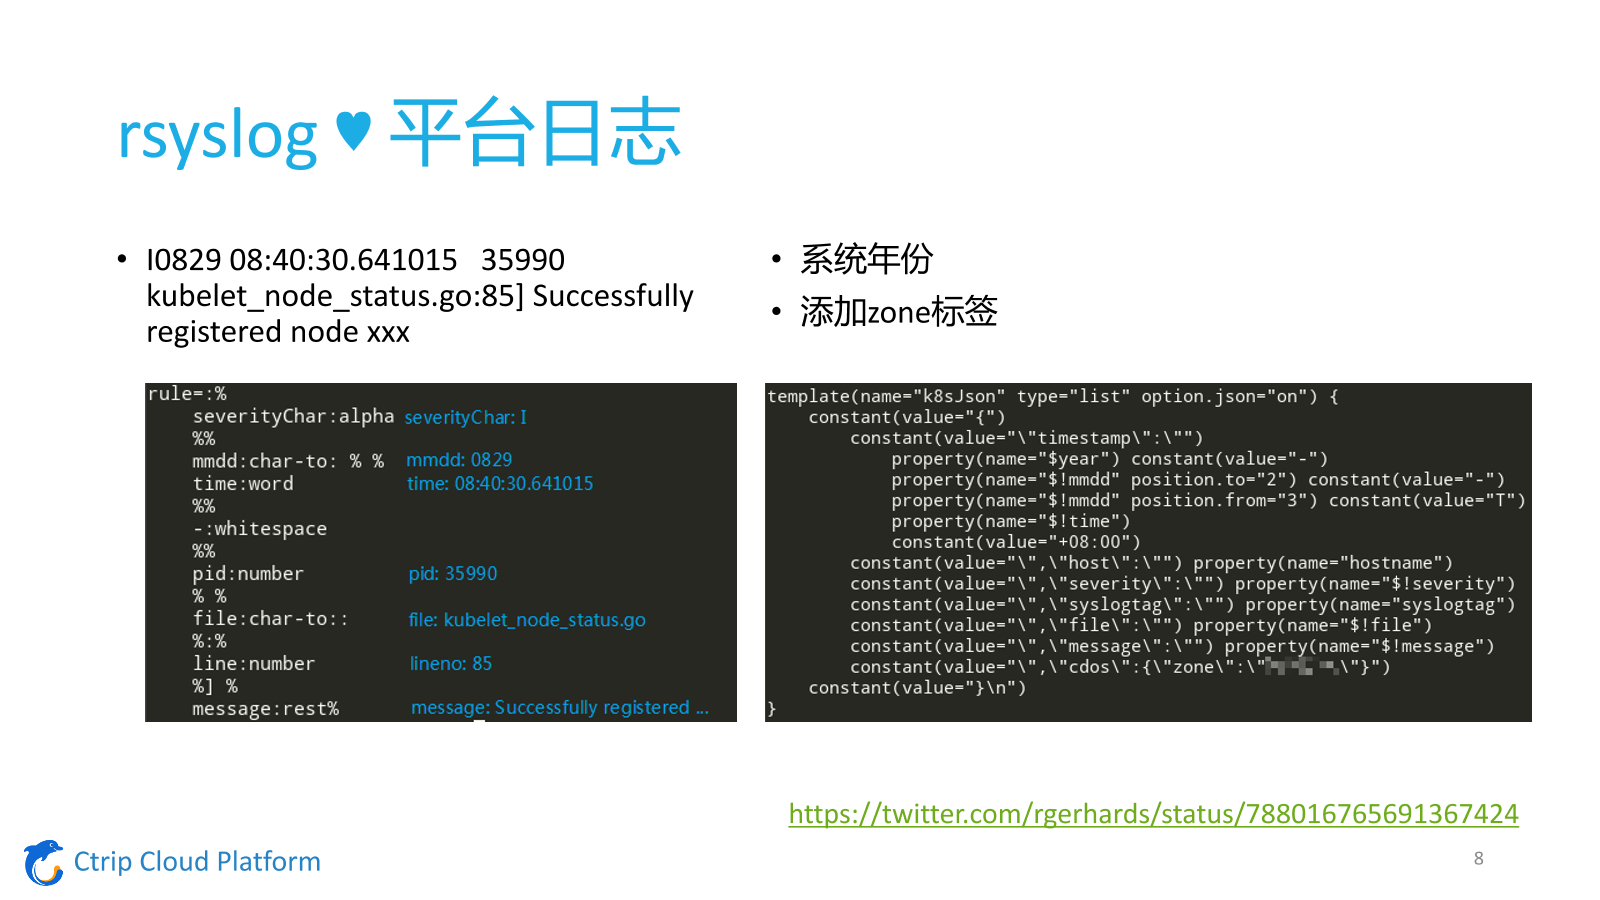 rsyslog ♥ 平台日志
• I0829 08:40:30.641015   35990
kubelet_node_status.go:85] Successfully
registered node xxx
• 系统年份
• 添加zone标签
rule=:%
    severityChar:alpha severityChar: I
    %%
    mmdd:char-to: % % mmdd: 0829
    time:word time: 08:40:30.641015
    %%
    -:whitespace
    %%
    pid:number pid: 35990
    % %
    file:char-to:: file: kubelet_node_status.go
    %:%
    line:number lineno: 85
    %] %
    message:rest% message: Successfully registered ...
template(name="k8sJson" type="list" option.json="on") {
    constant(value="{")
        constant(value="\"timestamp\":\"")
            property(name="$year") constant(value="-")
            property(name="$!mmdd" position.to="2") constant(value="-")
            property(name="$!mmdd" position.from="3") constant(value="T")
            property(name="$!time")
            constant(value="+08:00")
        constant(value="\",\"host\":\"") property(name="hostname")
        constant(value="\",\"severity\":\"") property(name="$!severity")
        constant(value="\",\"syslogtag\":\"") property(name="syslogtag")
        constant(value="\",\"file\":\"") property(name="$!file")
        constant(value="\",\"message\":\"") property(name="$!message")
        constant(value="\",\"cdos\":{\"zone\":\" \"}")
    constant(value="}\n")
}
https://twitter.com/rgerhards/status/788016765691367424
Ctrip Cloud Platform
8